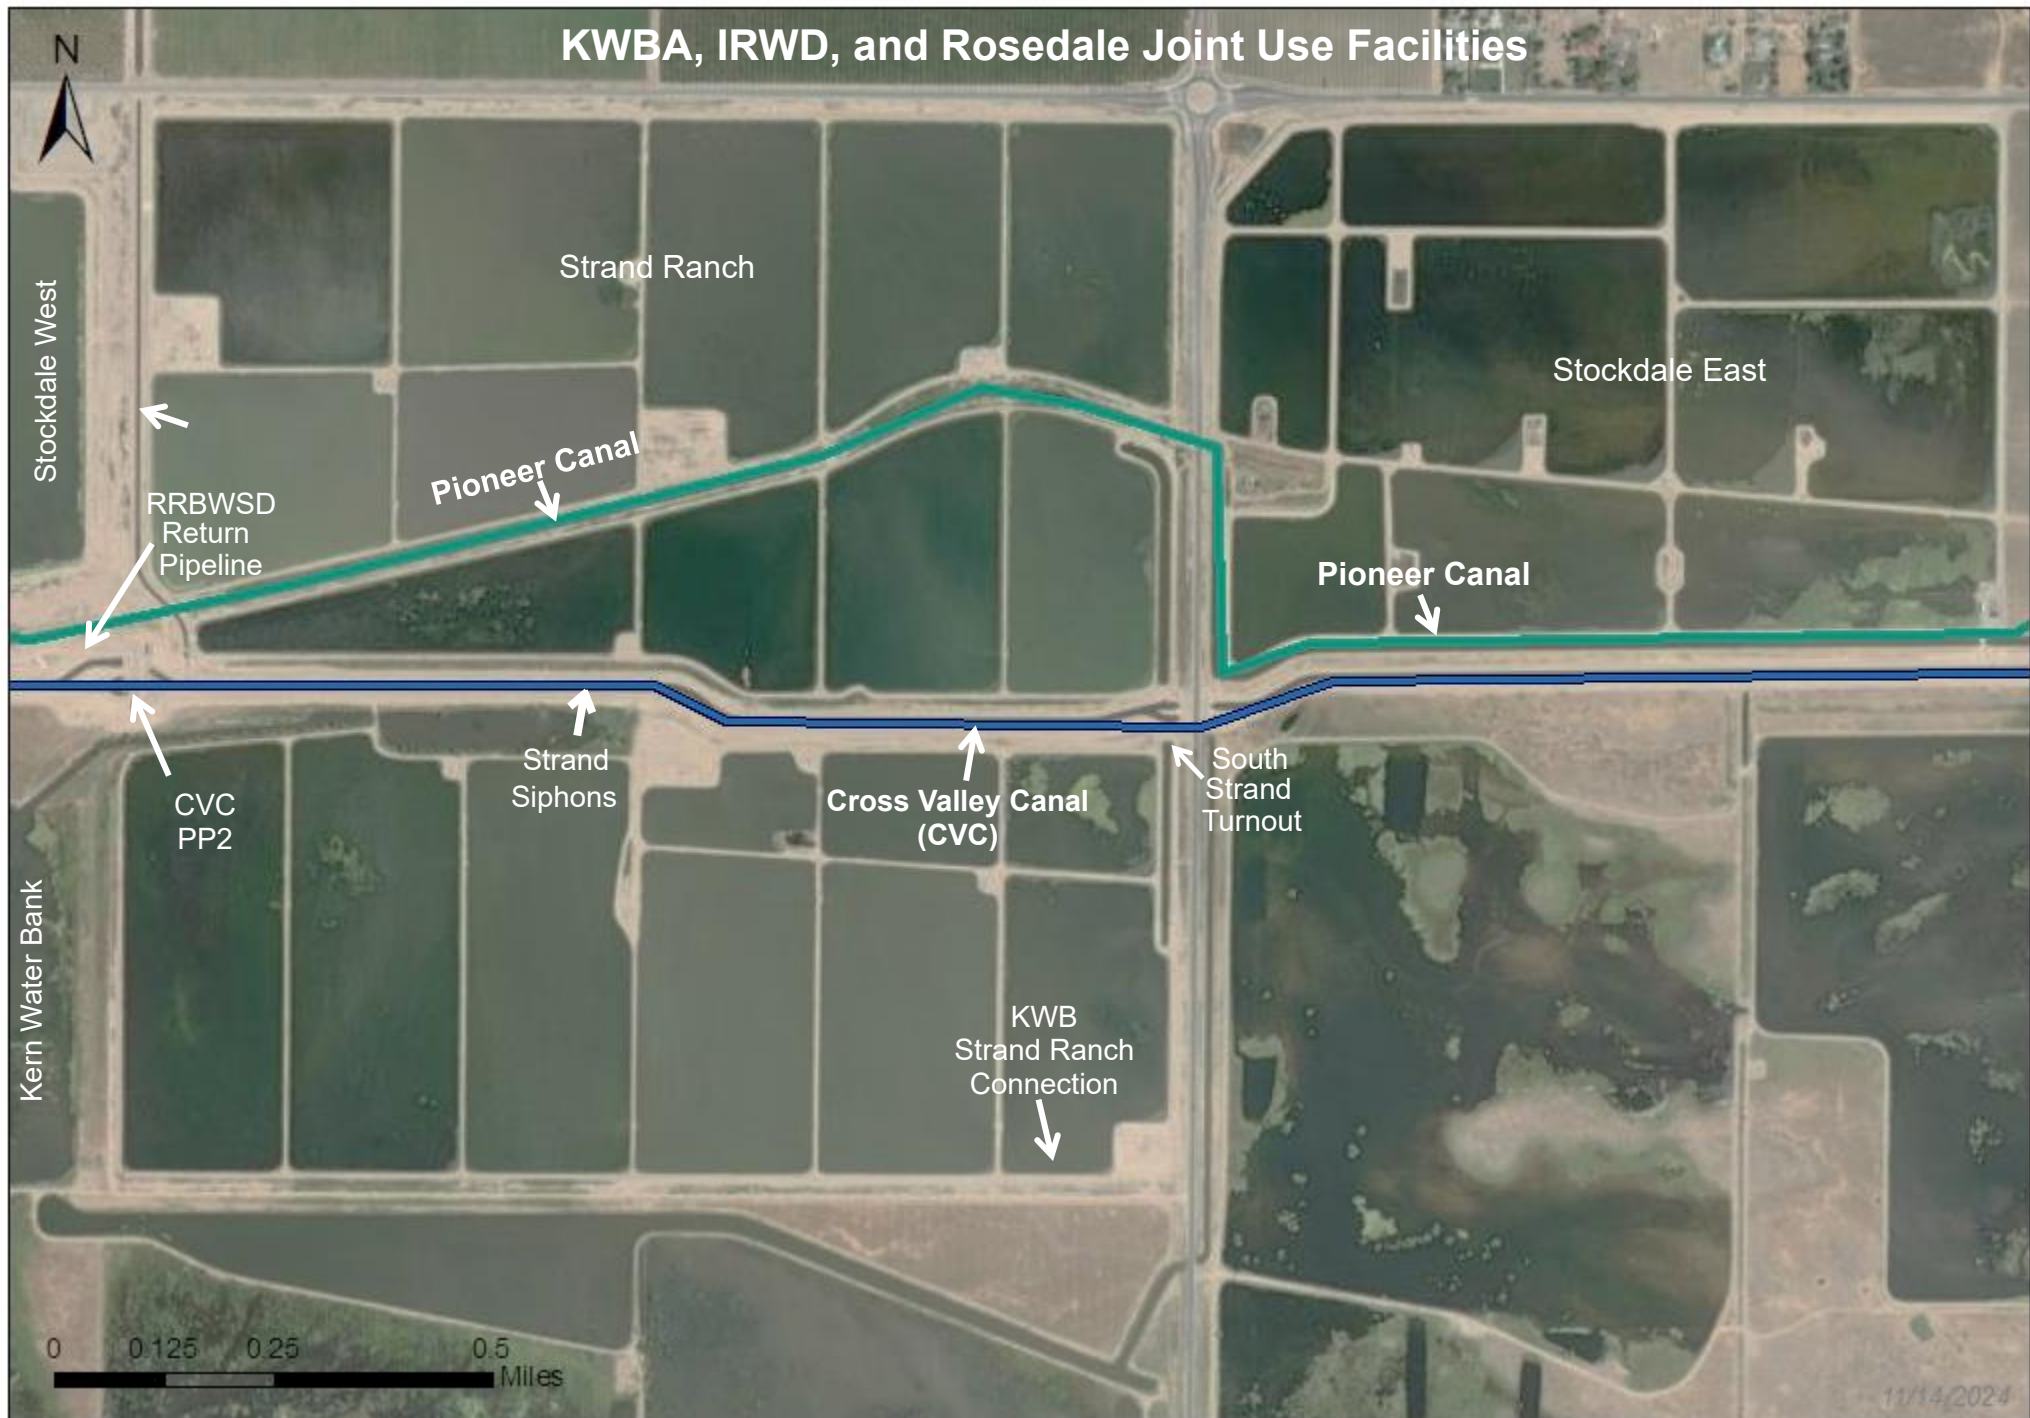 KWBA, IRWD, and Rosedale Joint Use Facilities
N
Strand Ranch
Stockdale West
Stockdale East
Pioneer Canal
RRBWSD
Return
Pipeline
Pioneer Canal
Strand
Siphons
South
Strand
Turnout
CVC
PP2
Cross Valley Canal
(CVC)
Kern Water Bank
KWB
Strand Ranch
Connection
0 0.125 0.25 0.5
Miles
11/14/2024